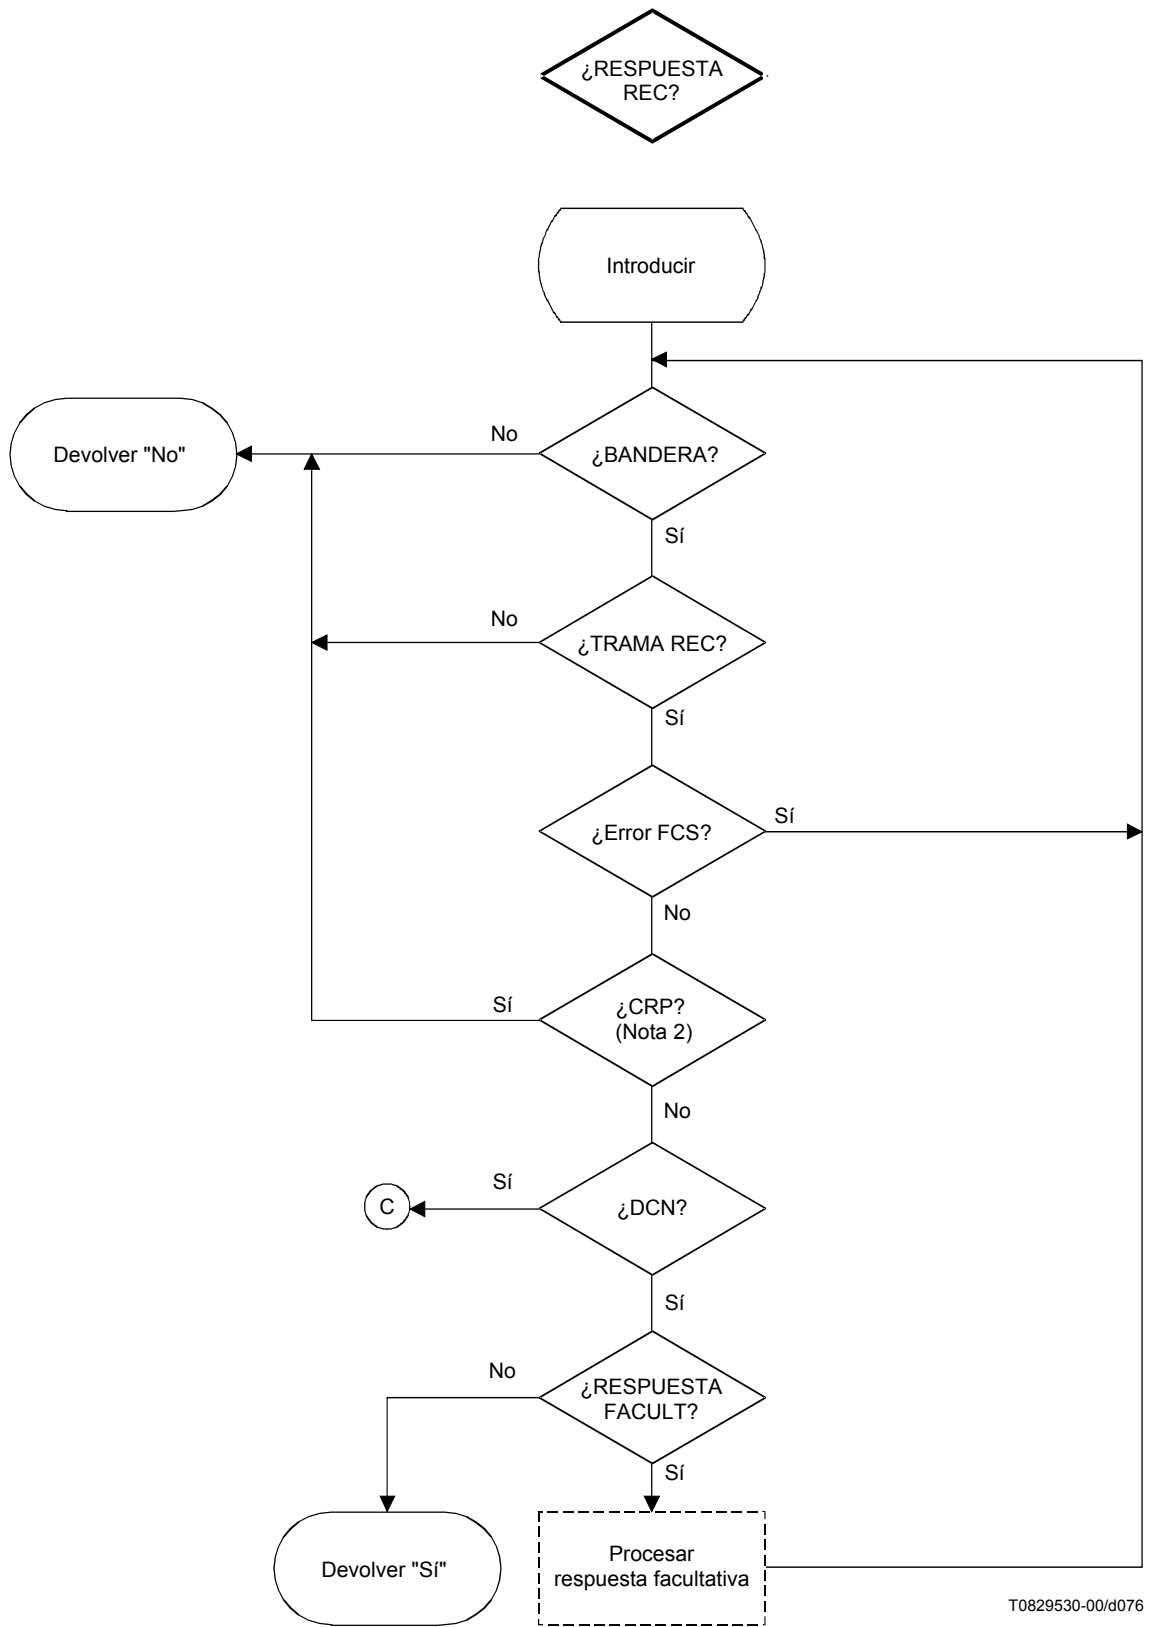 ¿RESPUESTA
REC?
Introducir
Devolver "No"
No
¿BANDERA?
Sí
No
¿TRAMA REC?
Sí
¿Error FCS?
Sí
No
Sí
¿CRP?
(Nota 2)
No
Sí
C
¿DCN?
Sí
No
¿RESPUESTA
FACULT?
Sí
Devolver "Sí"
Procesar
respuesta facultativa
T0829530-00/d076